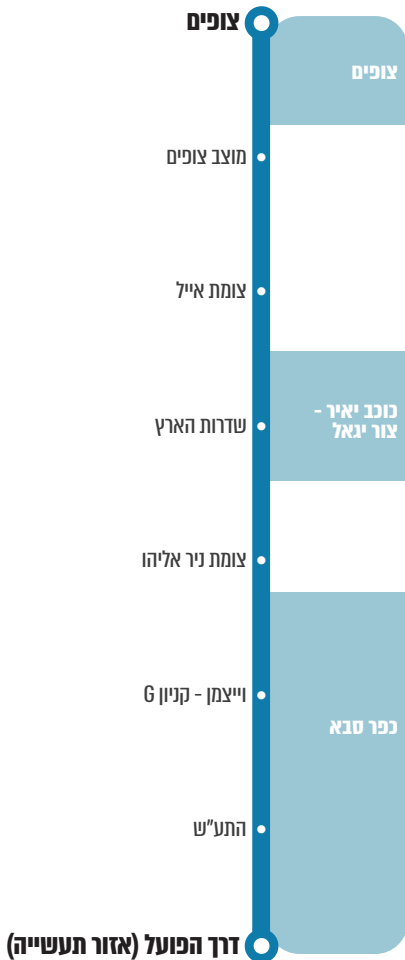 צופים
צופים
מוצב צופים
צומת אייל
כוכב יאיר -
צור יגאל
שדרות הארץ
צומת ניר אליהו
וייצמן - קניון G
כפר סבא
התע"ש
דרך הפועל (אזור תעשייה)